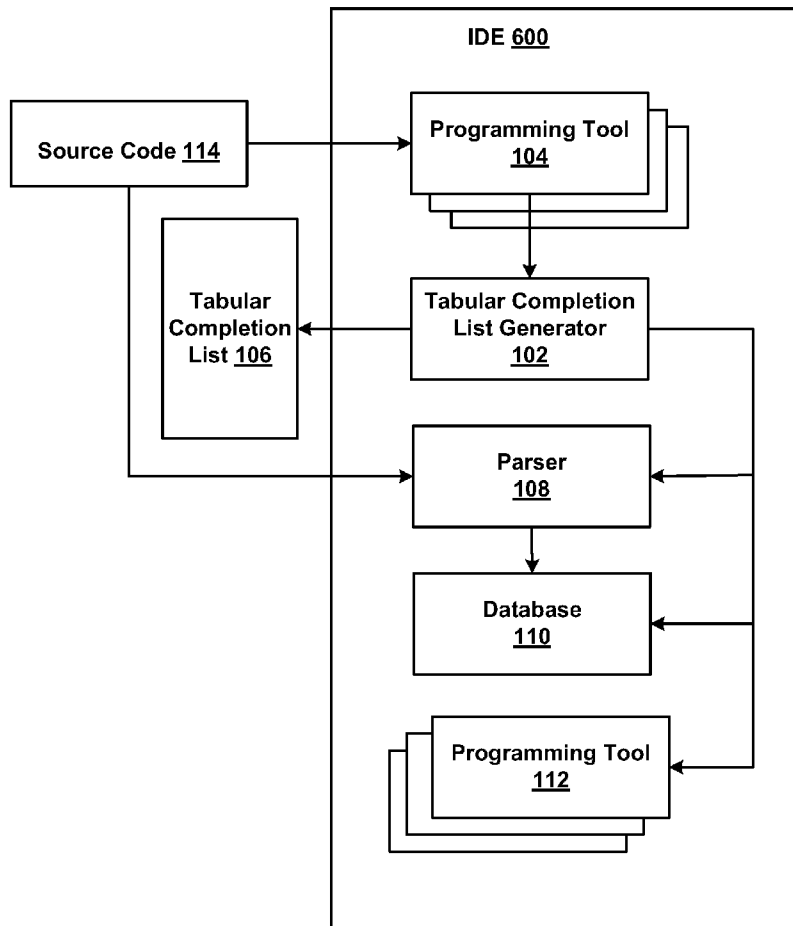 IDE 600
Source Code 114
Programming Tool
104
Tabular
Completion
List 106
Tabular Completion
List Generator
102
Parser
108
Database
110
Programming Tool
112